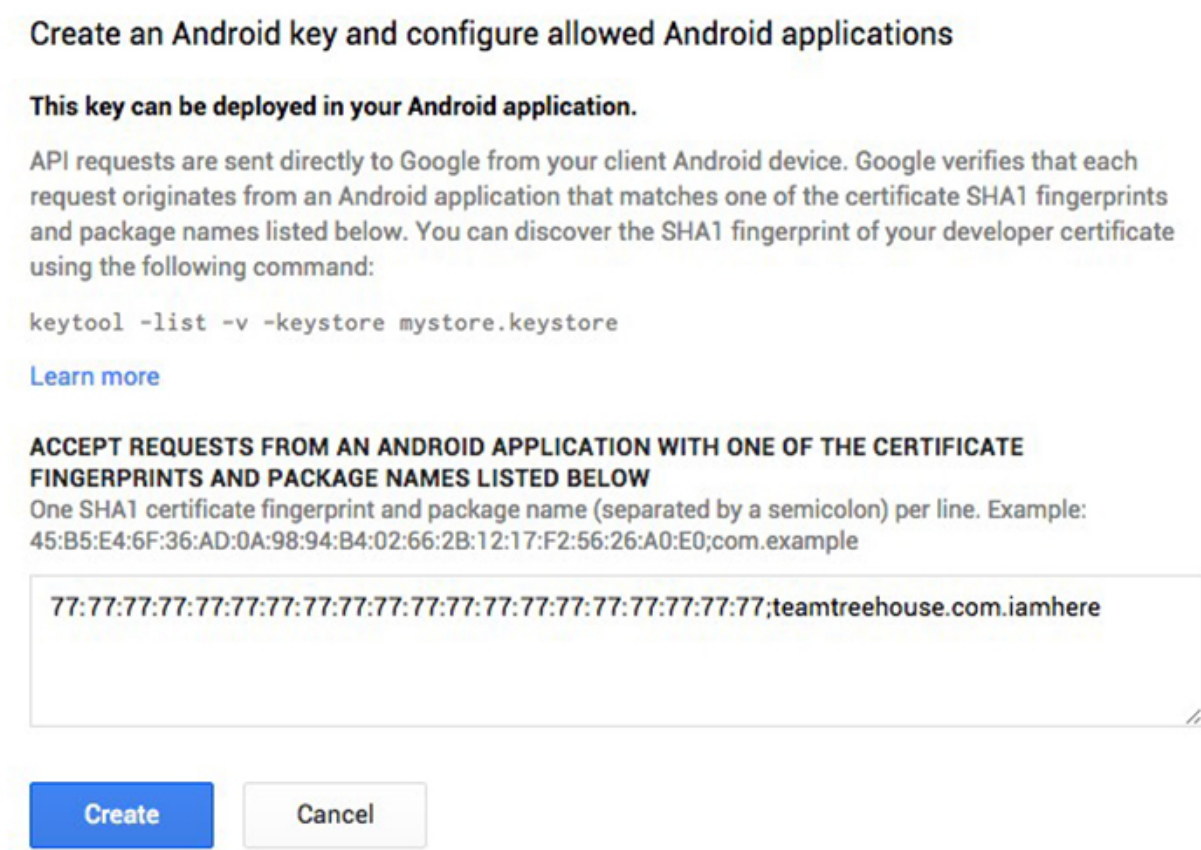 Create an Android key and configure allowed Android applications
This key can be deployed in your Android application.
API requests are sent directly to Google from your client Android device. Google verifies that each
request originates from an Android application that matches one of the certificate SHA1 fingerprints
and package names listed below. You can discover the SHA1 fingerprint of your developer certificate
using the following command:
keytool -list -v -keystore mystore.keystore
Learn more
ACCEPT REQUESTS FROM AN ANDROID APPLICATION WITH ONE OF THE CERTIFICATE
FINGERPRINTS AND PACKAGE NAMES LISTED BELOW
One SHA1 certificate fingerprint and package name (separated by a semicolon) per line. Example:
45:B5:E4:6F:36:AD:0A:98:94:B4:02:66:2B:12:17:F2:56:26:A0:E0;com.example
77:77:77:77:77:77:77:77:77:77:77:77:77:77:77:77:77:77:77:77;teamtreehouse.com.iamhere
Create
Cancel